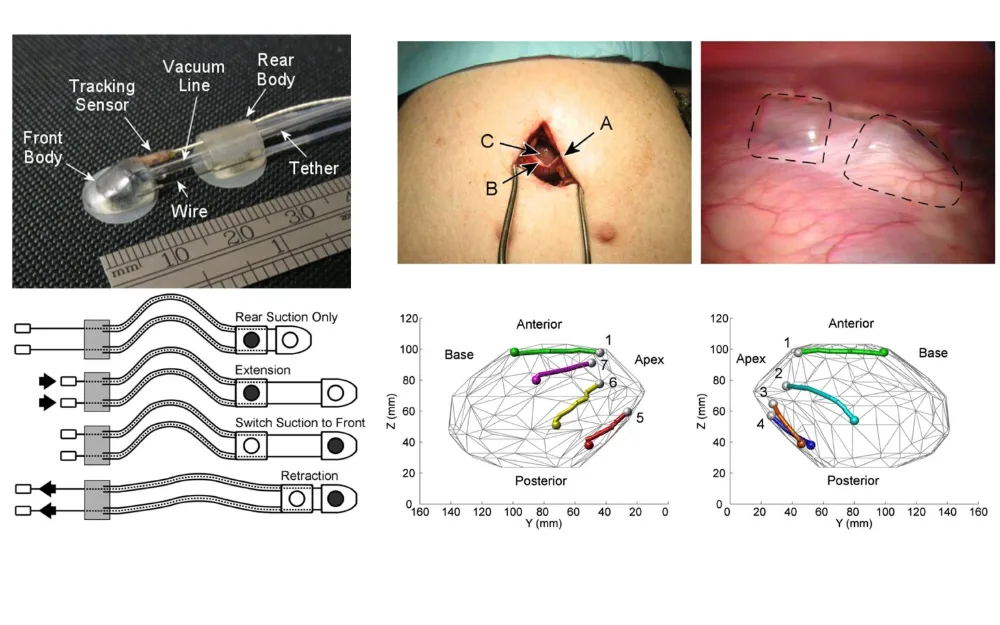 Tracking
Sensor
Vacuum
Line
Rear
Body
Front
Body
Tether
Wire
mm 10 20 30
1
A
C
B
Rear Suction Only
Extension
Switch Suction to Front
Retraction
120
100
80
60
40
20
0
Z (mm)
Anterior
Base
Apex
1
7
6
5
Posterior
160 140 120 100 80 60 40 20 0
Y (mm)
120
100
80
60
40
20
0
Z (mm)
Anterior
Apex
Base
1
2
3
4
Posterior
0 20 40 60 80 100 120 140 160
Y (mm)